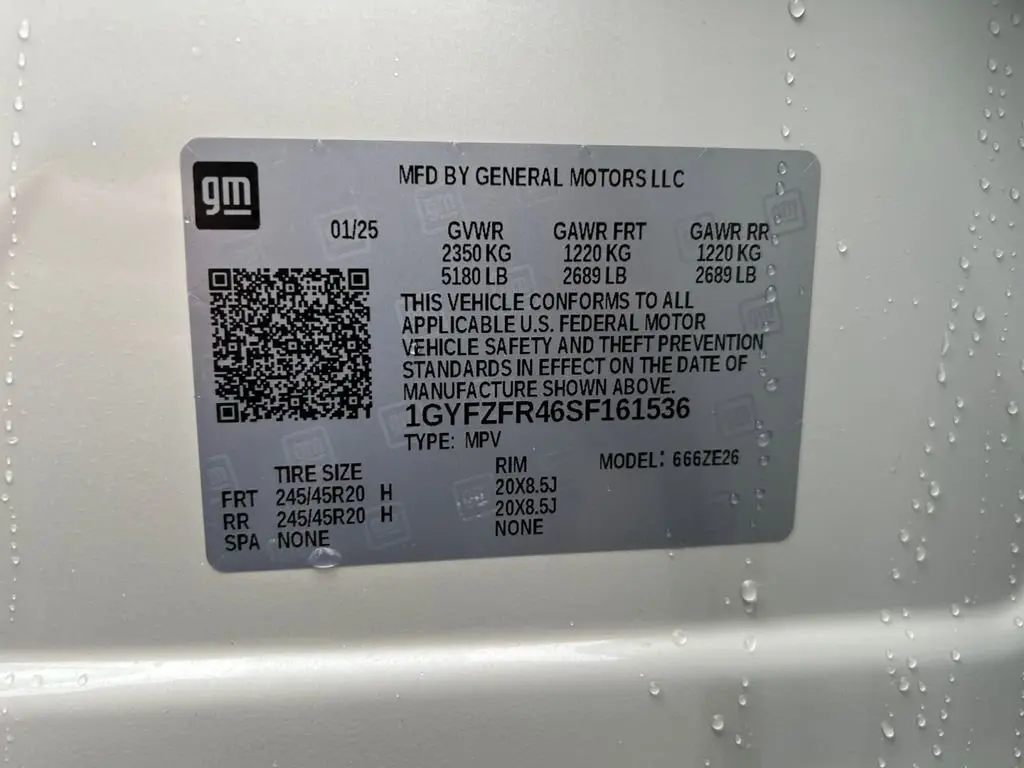 gm
MFD BY GENERAL MOTORS LLC
01/25 GVWR GAWR FRT GAWR RR
2350 KG 1220 KG 1220 KG
5180 LB 2689 LB 2689 LB
THIS VEHICLE CONFORMS TO ALL
APPLICABLE U.S. FEDERAL MOTOR
VEHICLE SAFETY AND THEFT PREVENTION
STANDARDS IN EFFECT ON THE DATE OF
MANUFACTURE SHOWN ABOVE.
1GYFZFR46SF161536
TYPE: MPV
TIRE SIZE RIM MODEL: 666ZE26
FRT 245/45R20 H 20X8.5J
RR 245/45R20 H 20X8.5J
SPA NONE NONE